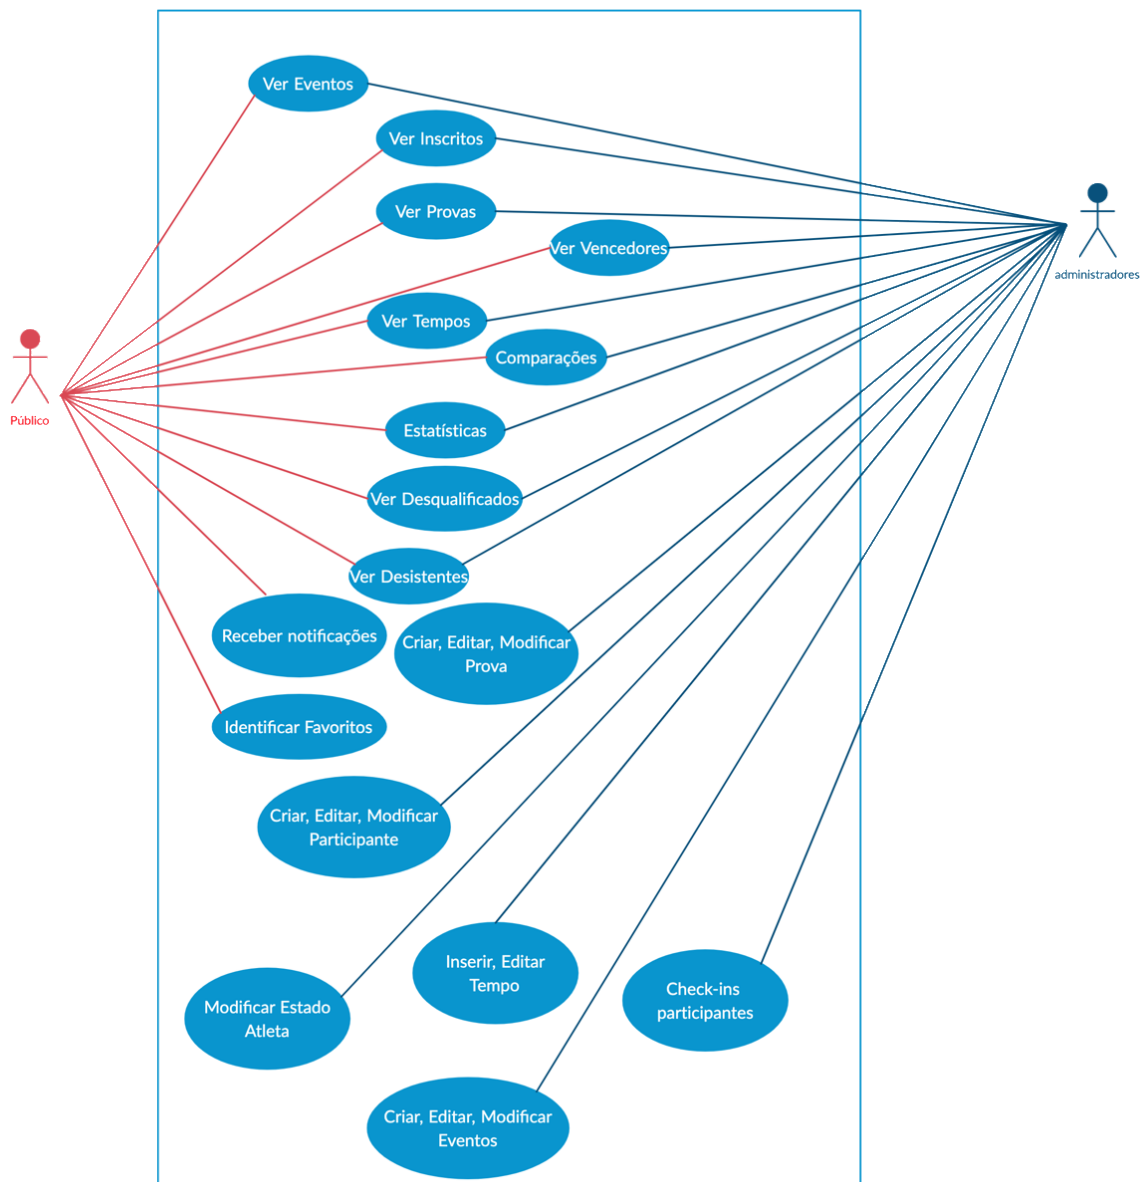 Ver Eventos
Ver Inscritos
Ver Provas
Ver Vencedores
administradores
Ver Tempos
Comparações
Público
Estatísticas
Ver Desqualificados
Ver Desistentes
Receber notificações
Criar, Editar, Modificar
Prova
Identificar Favoritos
Criar, Editar, Modificar
Participante
Inserir, Editar
Tempo
Check-ins
participantes
Modificar Estado
Atleta
Criar, Editar, Modificar
Eventos